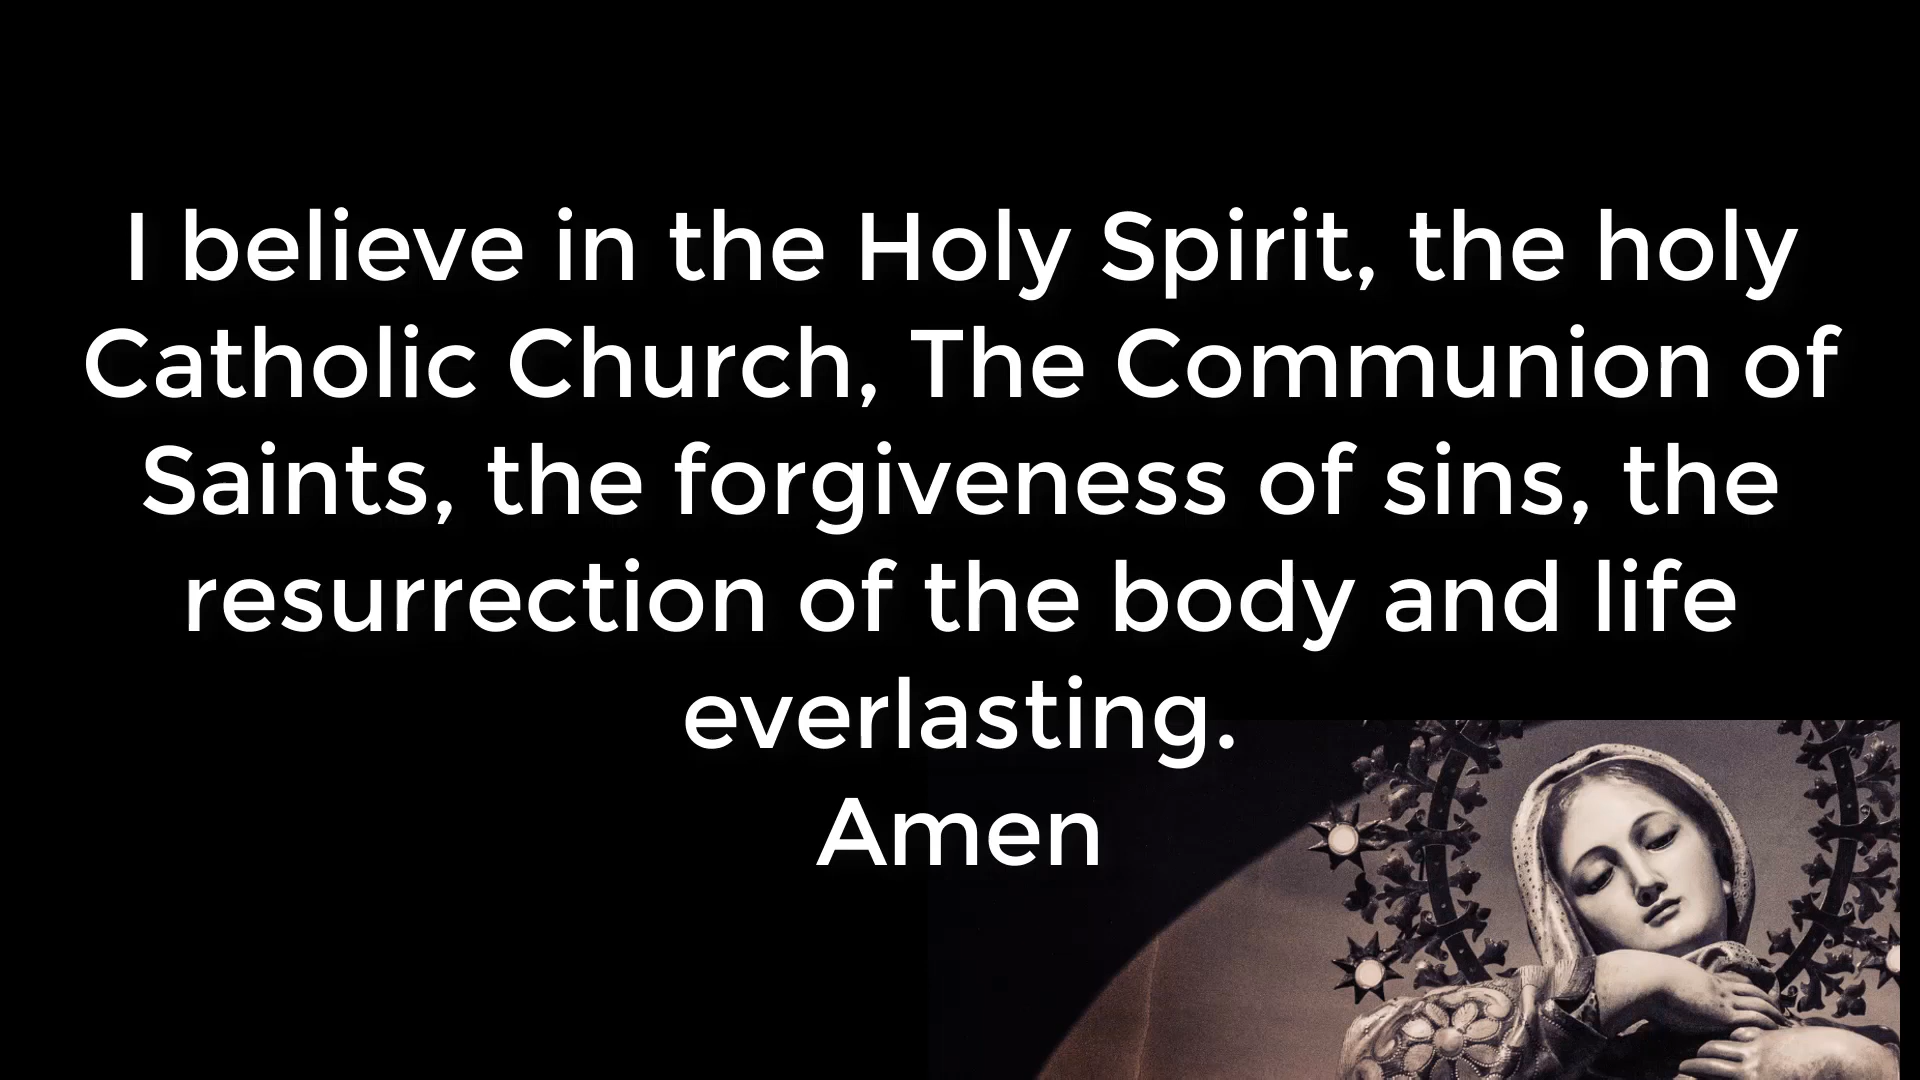 I believe in the Holy Spirit, the holy
Catholic Church, The Communion of
Saints, the forgiveness of sins, the
resurrection of the body and life
everlasting.
Amen